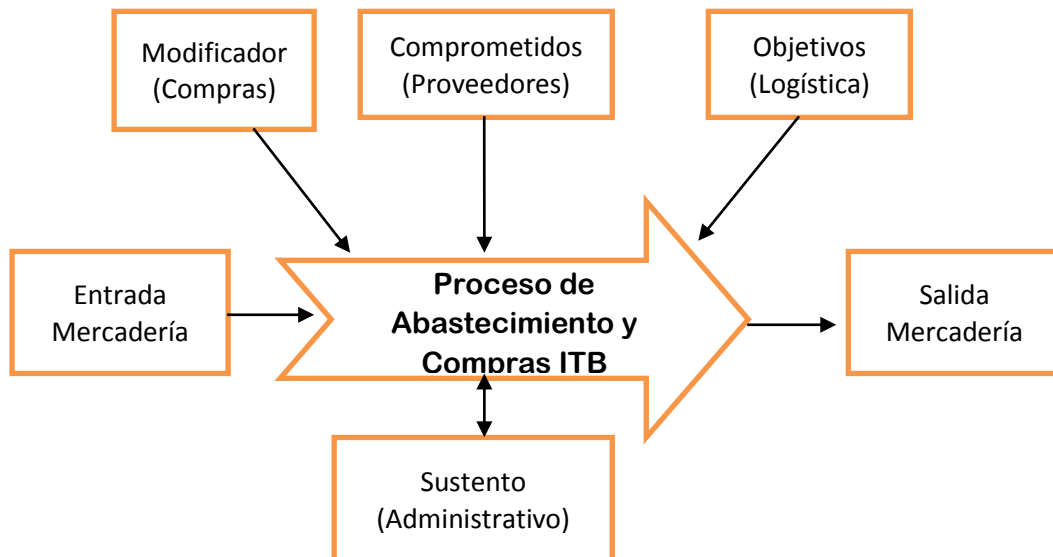 Modificador
(Compras)
Comprometidos
(Proveedores)
Objetivos
(Logística)
Entrada
Mercadería
Proceso de
Abastecimiento y
Compras ITB
Salida
Mercadería
Sustento
(Administrativo)